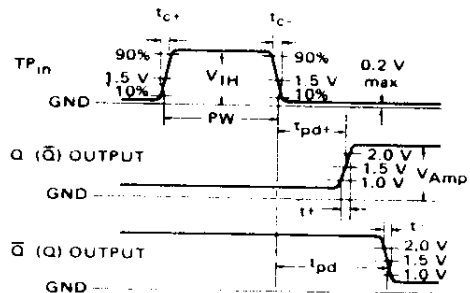 tc+ tc-
90% 90%
TPin 1.5 V VIH 1.5 V 0.2 V
10% 10% max
GND
PW tpd+
Q (Q̄) OUTPUT 2.0 V
1.5 V VAmp
1.0 V
GND
t+ t-
Q̄ (Q) OUTPUT 2.0 V
tpd 1.5 V
1.0 V
GND